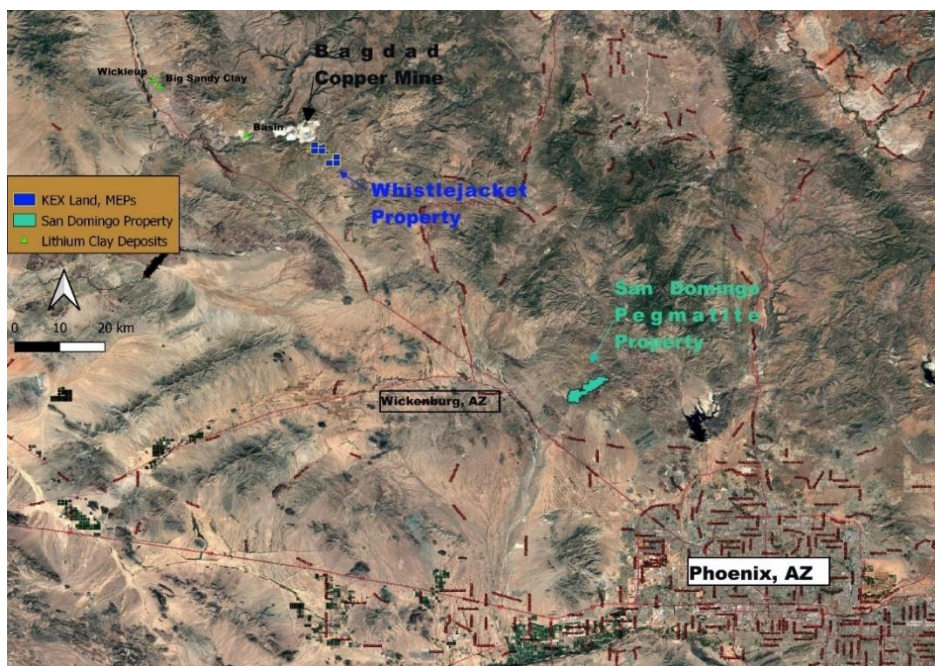 Bagdad
Copper Mine
Wickieup
Big Sandy Clay
Basin
Whistlejacket
Property
KEX Land, MEPs
San Domingo Property
Lithium Clay Deposits
0 10 20 km
San Domingo
Pegmatite
Property
Wickenburg, AZ
Phoenix, AZ